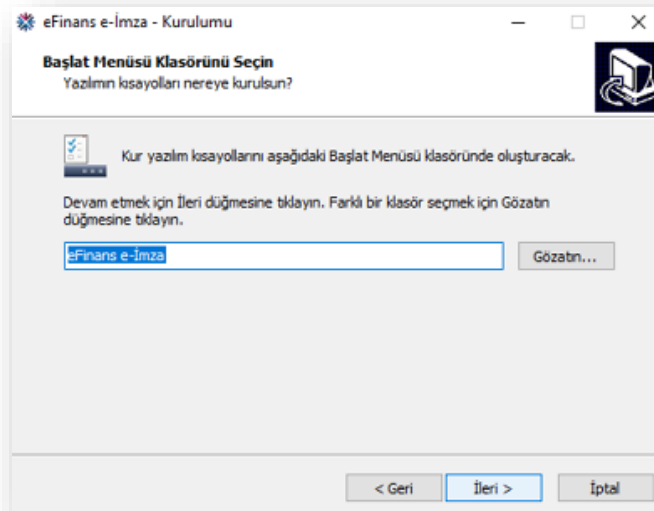 eFinans e-İmza - Kurulumu
Başlat Menüsü Klasörünü Seçin
Yazılımın kısayolları nereye kurulsun?
Kur yazılım kısayollarını aşağıdaki Başlat Menüsü klasöründe oluşturacak.
Devam etmek için İleri düğmesine tıklayın. Farklı bir klasör seçmek için Gözatın
düğmesine tıklayın.
eFinans e-İmza
Gözatın...
< Geri
İleri >
İptal